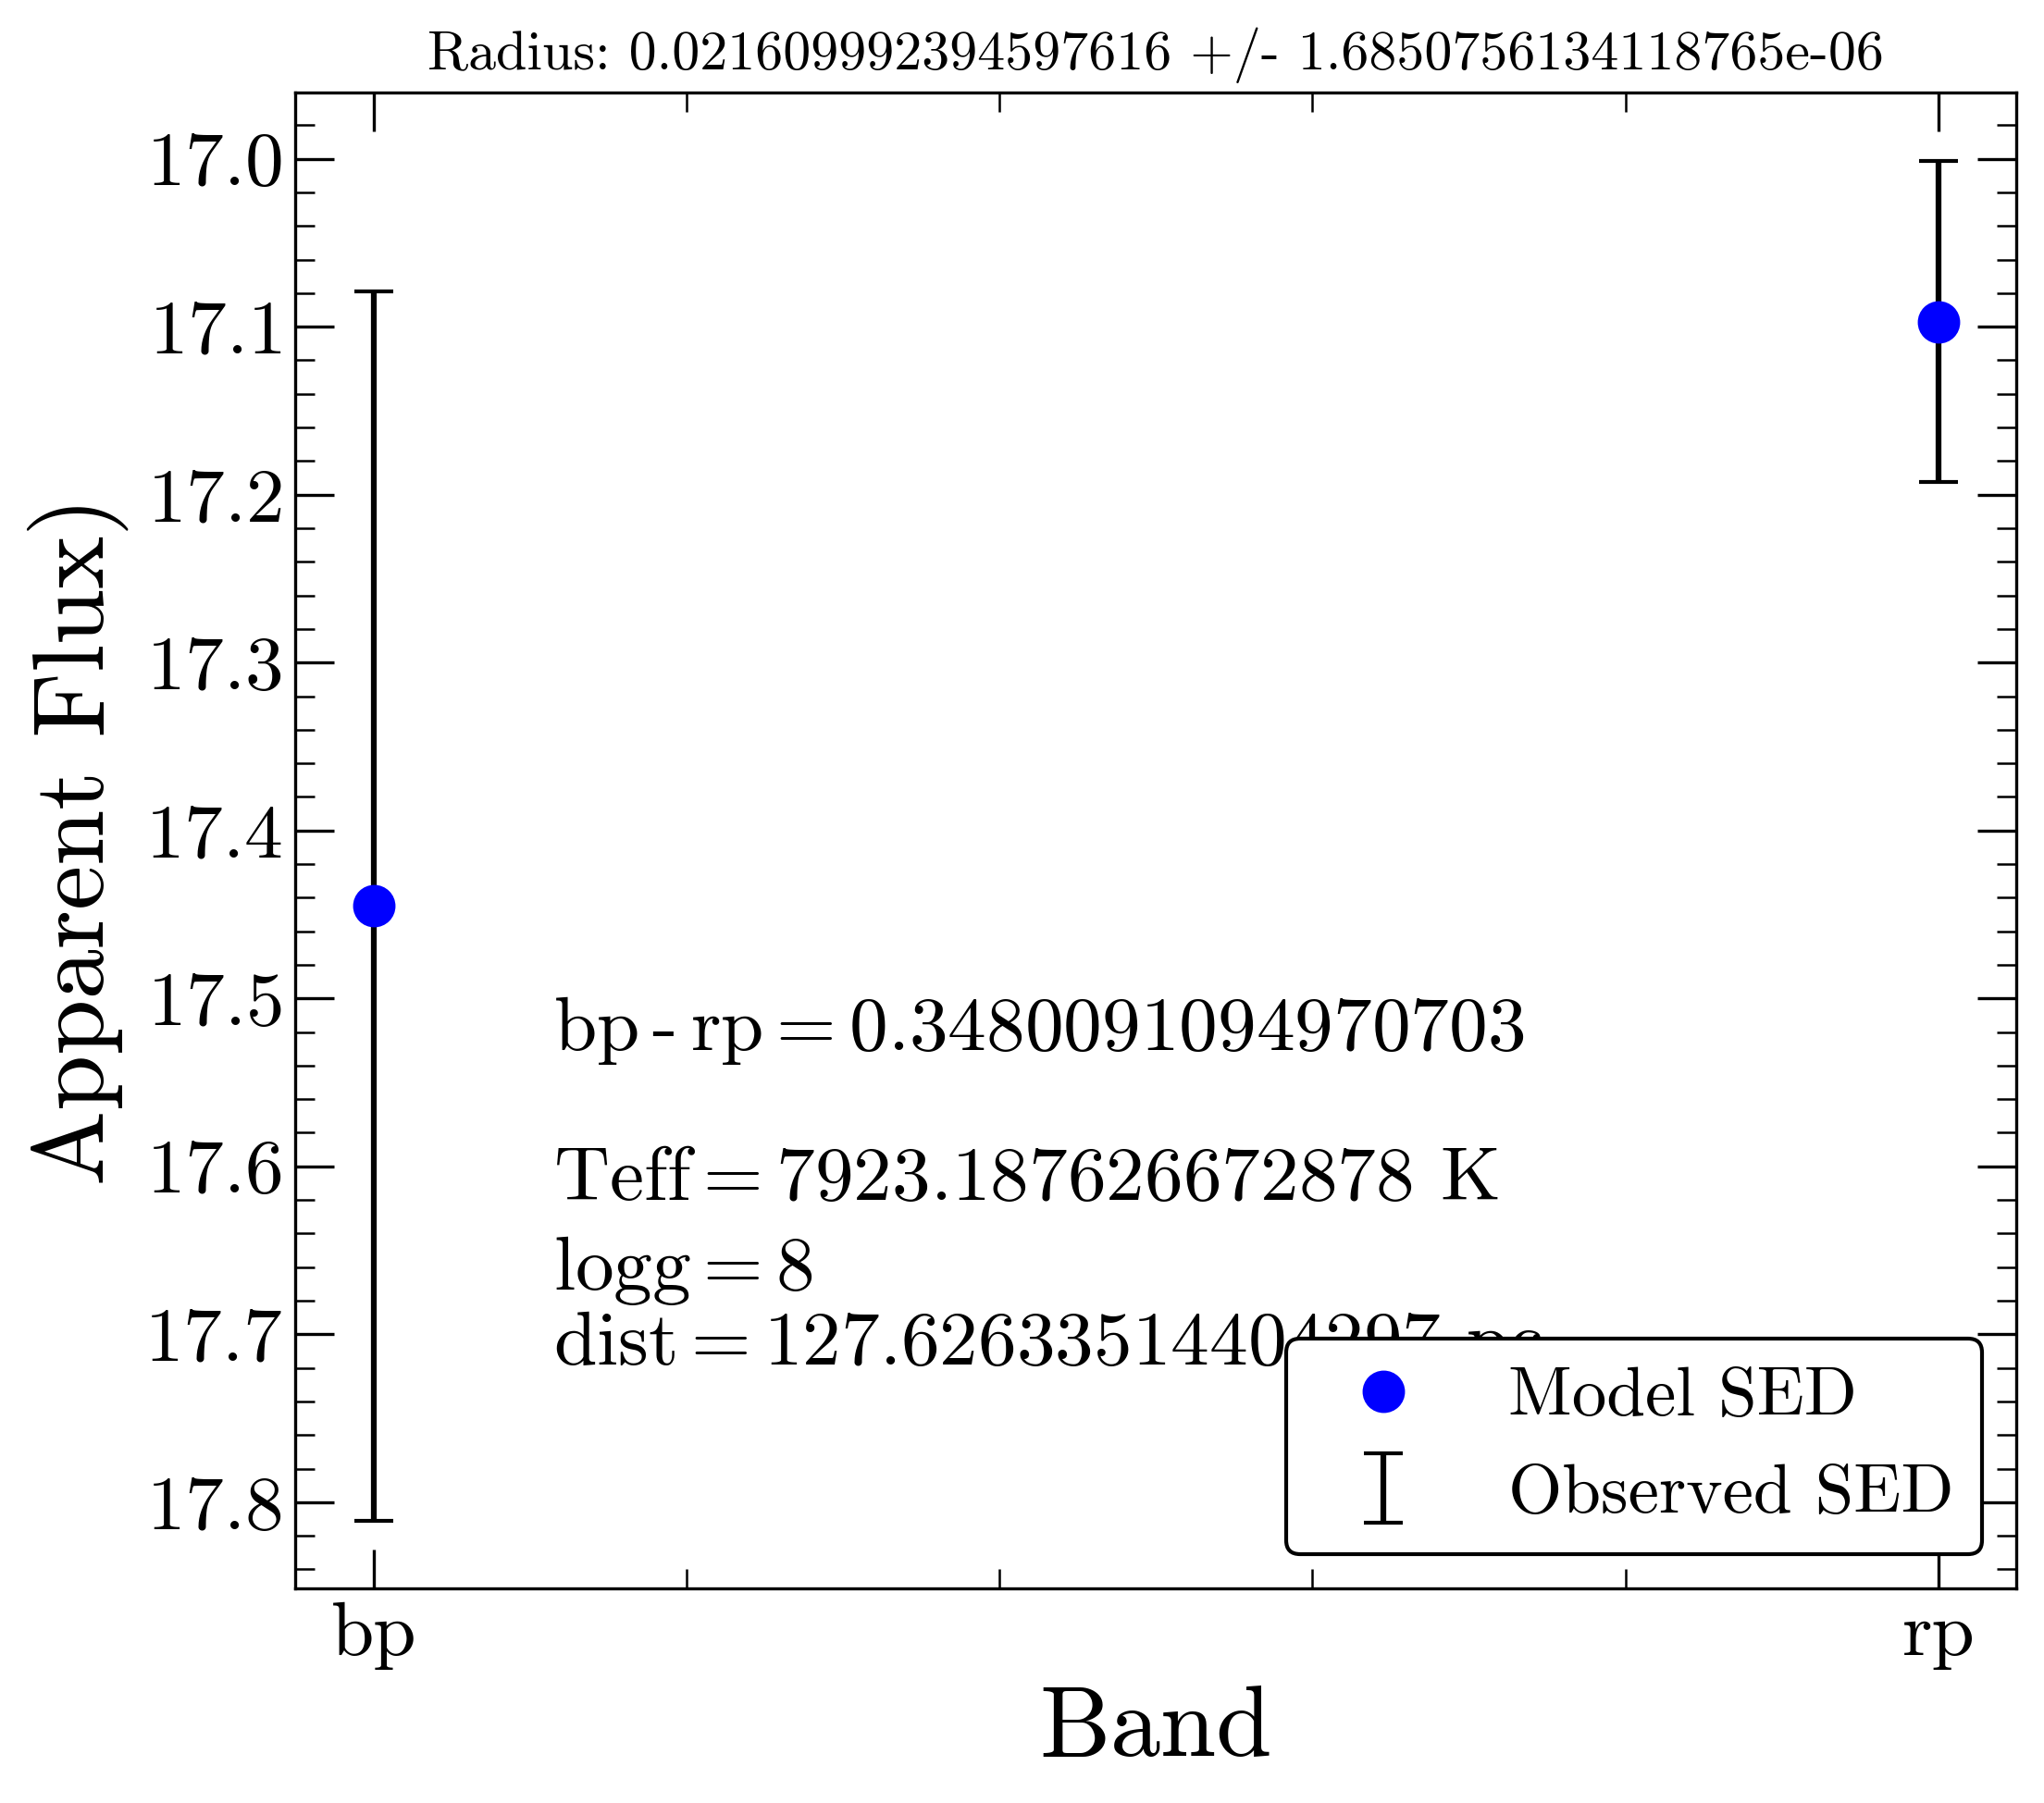 Radius: 0.021609992394597616 +/- 1.6850756134118765e-06
17.0
17.1
17.2
17.3
17.4
17.5
17.6
17.7
17.8
Apparent Flux)
bp - rp = 0.3480091094970703
Teff = 7923.187626672878 K
logg = 8
dist = 127.62633514404297 pc
Model SED
Observed SED
bp
rp
Band